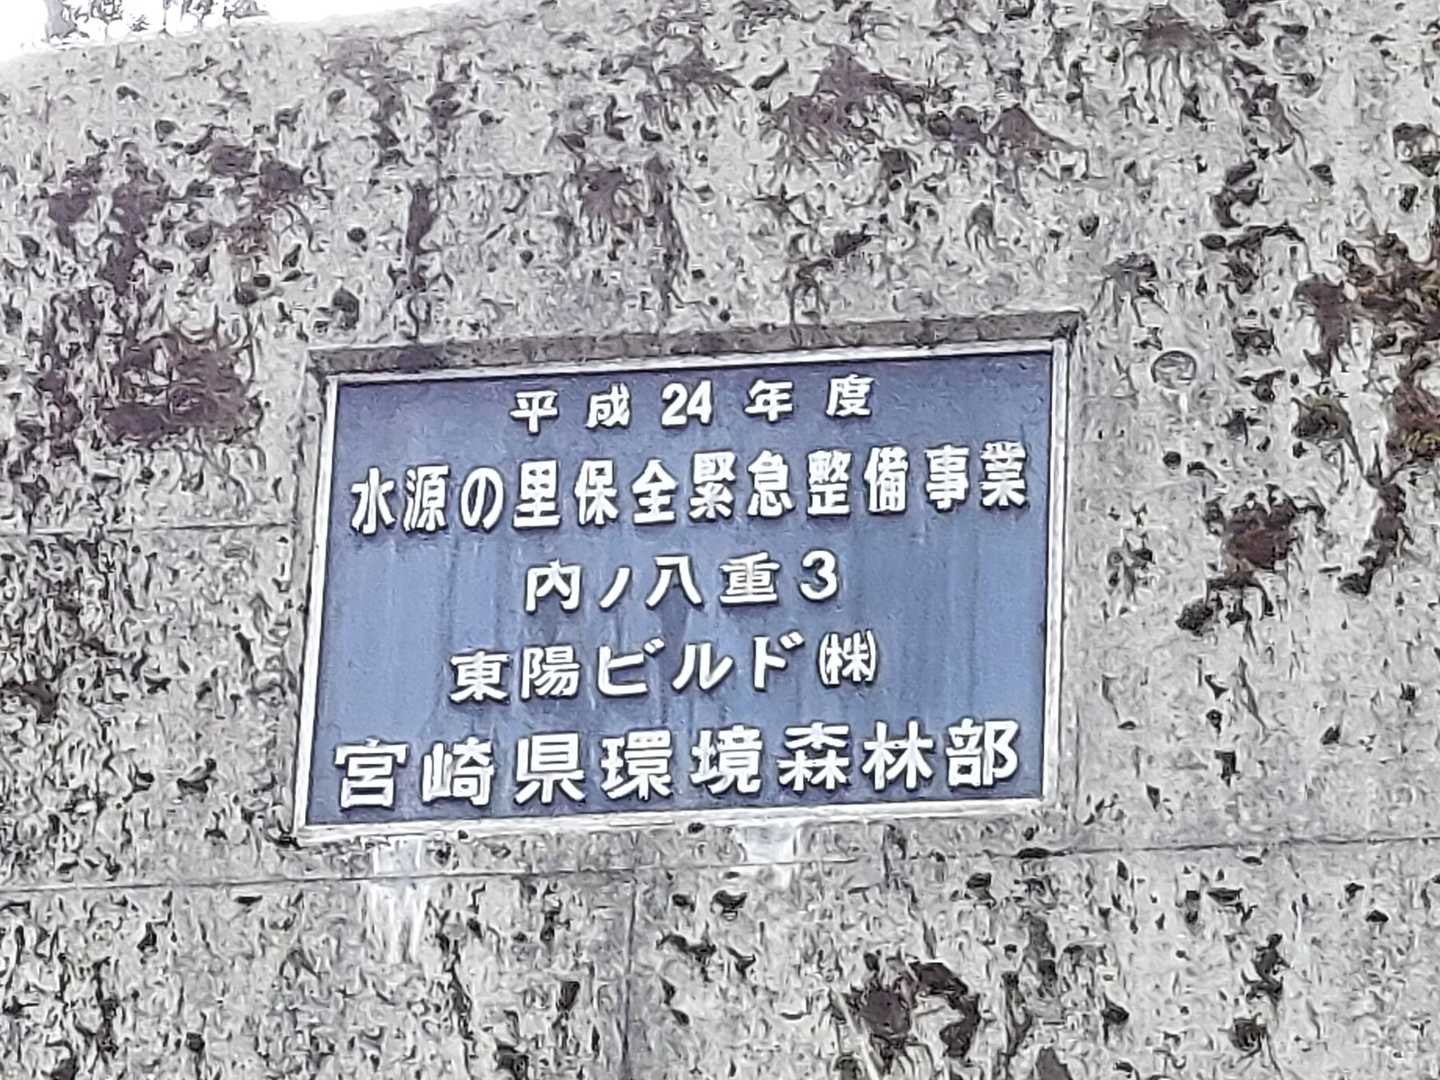 平成24年度
水源の里保全緊急整備事業
内ノ八重3
東陽ビルド㈱
宮崎県環境森林部